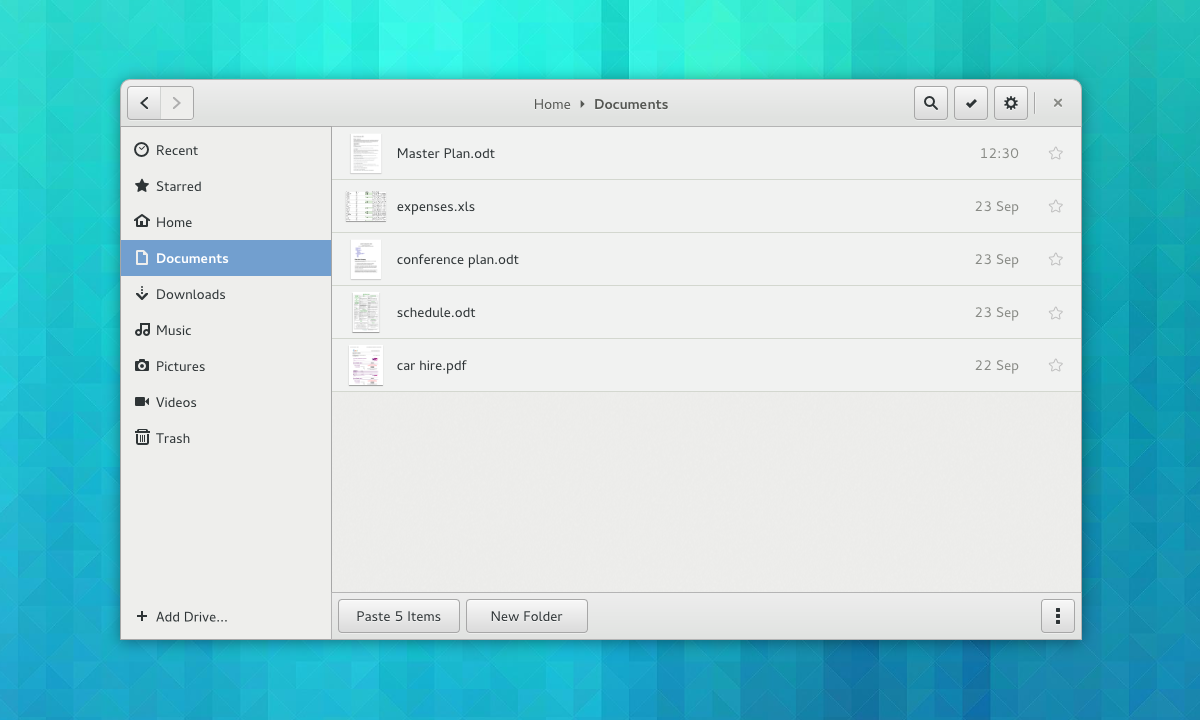 Home Documents
Recent
Starred
Home
Documents
Downloads
Music
Pictures
Videos
Trash
Add Drive...
Master Plan.odt 12:30
expenses.xls 23 Sep
conference plan.odt 23 Sep
schedule.odt 23 Sep
car hire.pdf 22 Sep
Paste 5 Items New Folder